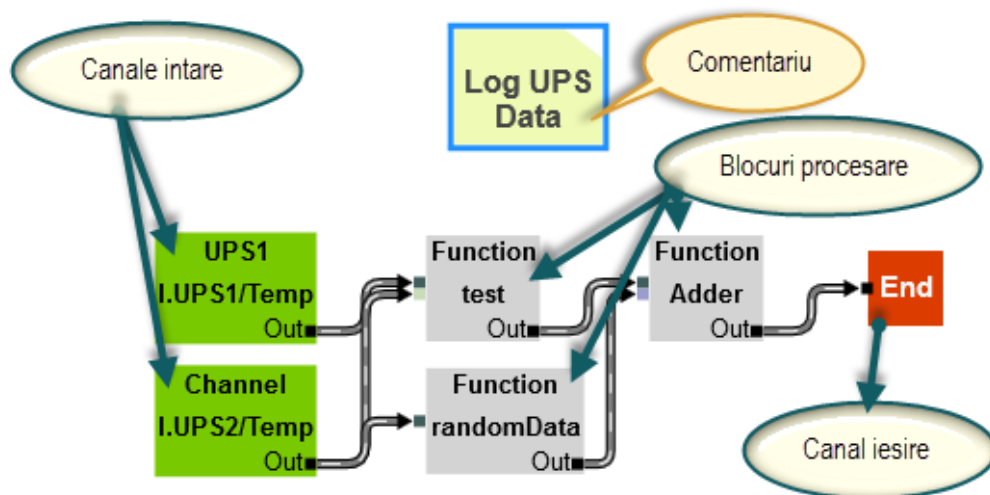 Canale intare
Log UPS
Data
Comentariu
Blocuri procesare
UPS1
I.UPS1/Temp
Out
Function
test
Out
Function
Adder
Out
End
Channel
I.UPS2/Temp
Out
Function
randomData
Out
Canal iesire